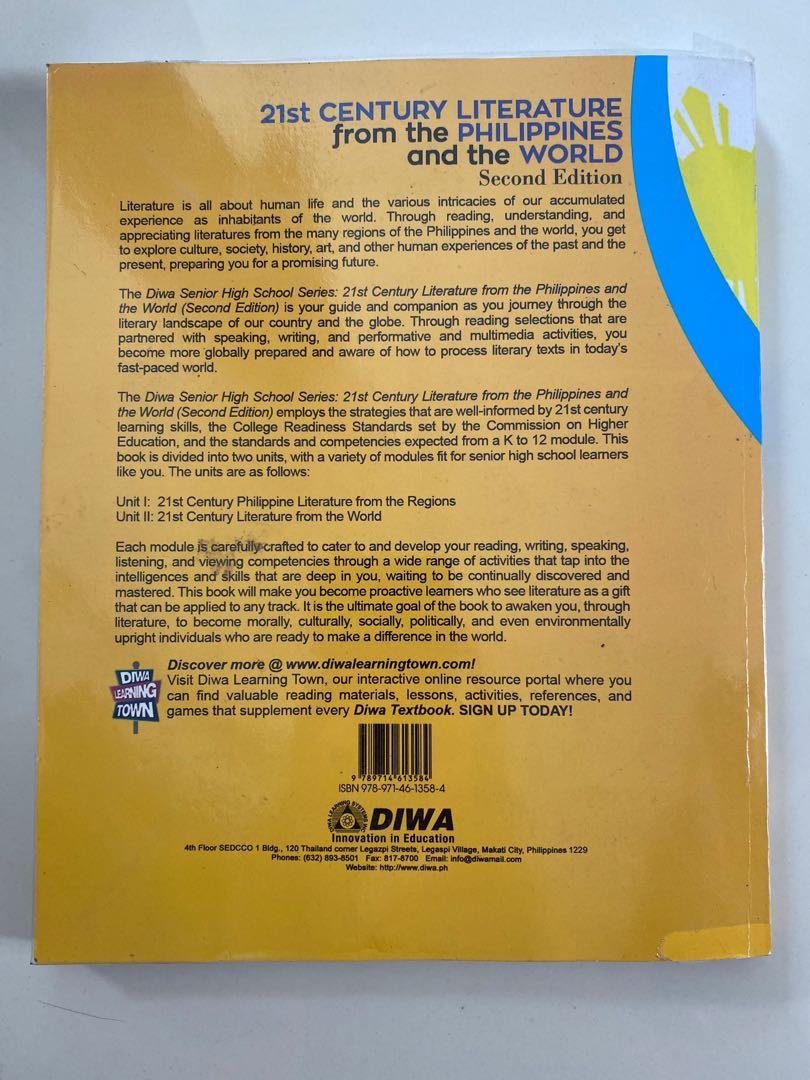 21st CENTURY LITERATURE
from the PHILIPPINES
and the WORLD
Second Edition
Literature is all about human life and the various intricacies of our accumulated
experience as inhabitants of the world. Through reading, understanding, and
appreciating literatures from the many regions of the Philippines and the world, you get
to explore culture, society, history, art, and other human experiences of the past and the
present, preparing you for a promising future.
The Diwa Senior High School Series: 21st Century Literature from the Philippines and
the World (Second Edition) is your guide and companion as you journey through the
literary landscape of our country and the globe. Through reading selections that are
partnered with speaking, writing, and performative and multimedia activities, you
become more globally prepared and aware of how to process literary texts in today's
fast-paced world.
The Diwa Senior High School Series: 21st Century Literature from the Philippines and
the World (Second Edition) employs the strategies that are well-informed by 21st century
learning skills, the College Readiness Standards set by the Commission on Higher
Education, and the standards and competencies expected from a K to 12 module. This
book is divided into two units, with a variety of modules fit for senior high school learners
like you. The units are as follows:
Unit I: 21st Century Philippine Literature from the Regions
Unit II: 21st Century Literature from the World
Each module is carefully crafted to cater to and develop your reading, writing, speaking,
listening, and viewing competencies through a wide range of activities that tap into the
intelligences and skills that are deep in you, waiting to be continually discovered and
mastered. This book will make you become proactive learners who see literature as a gift
that can be applied to any track. It is the ultimate goal of the book to awaken you, through
literature, to become morally, culturally, socially, politically, and even environmentally
upright individuals who are ready to make a difference in the world.
DIWA
LEARNING
TOWN
Discover more @ www.diwalearningtown.com!
Visit Diwa Learning Town, our interactive online resource portal where you
can find valuable reading materials, lessons, activities, references, and
games that supplement every Diwa Textbook. SIGN UP TODAY!
9 789714 613584
ISBN 978-971-46-1358-4
DIWA LEARNING SYSTEMS INC
DIWA
Innovation in Education
4th Floor SEDCCO 1 Bldg., 120 Thailand corner Legazpi Streets, Legaspi Village, Makati City, Philippines 1229
Phones: (632) 893-8501 Fax: 817-8700 Email: info@diwamail.com
Website: http://www.diwa.ph